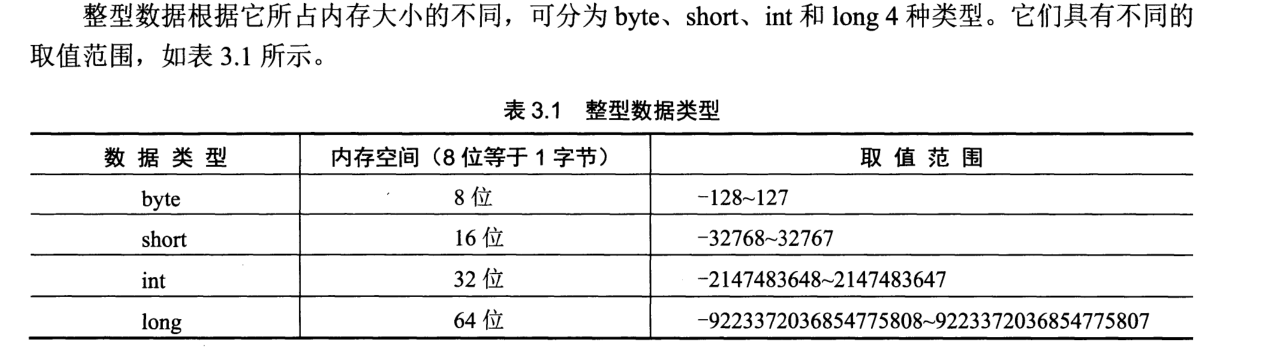 整型数据根据它所占内存大小的不同，可分为 byte、short、int 和 long 4 种类型。它们具有不同的
取值范围，如表 3.1 所示。
表 3.1 整型数据类型
数 据 类 型 内存空间（8 位等于 1 字节） 取 值 范 围
byte 8 位 -128~127
short 16 位 -32768~32767
int 32 位 -2147483648~2147483647
long 64 位 -9223372036854775808~9223372036854775807